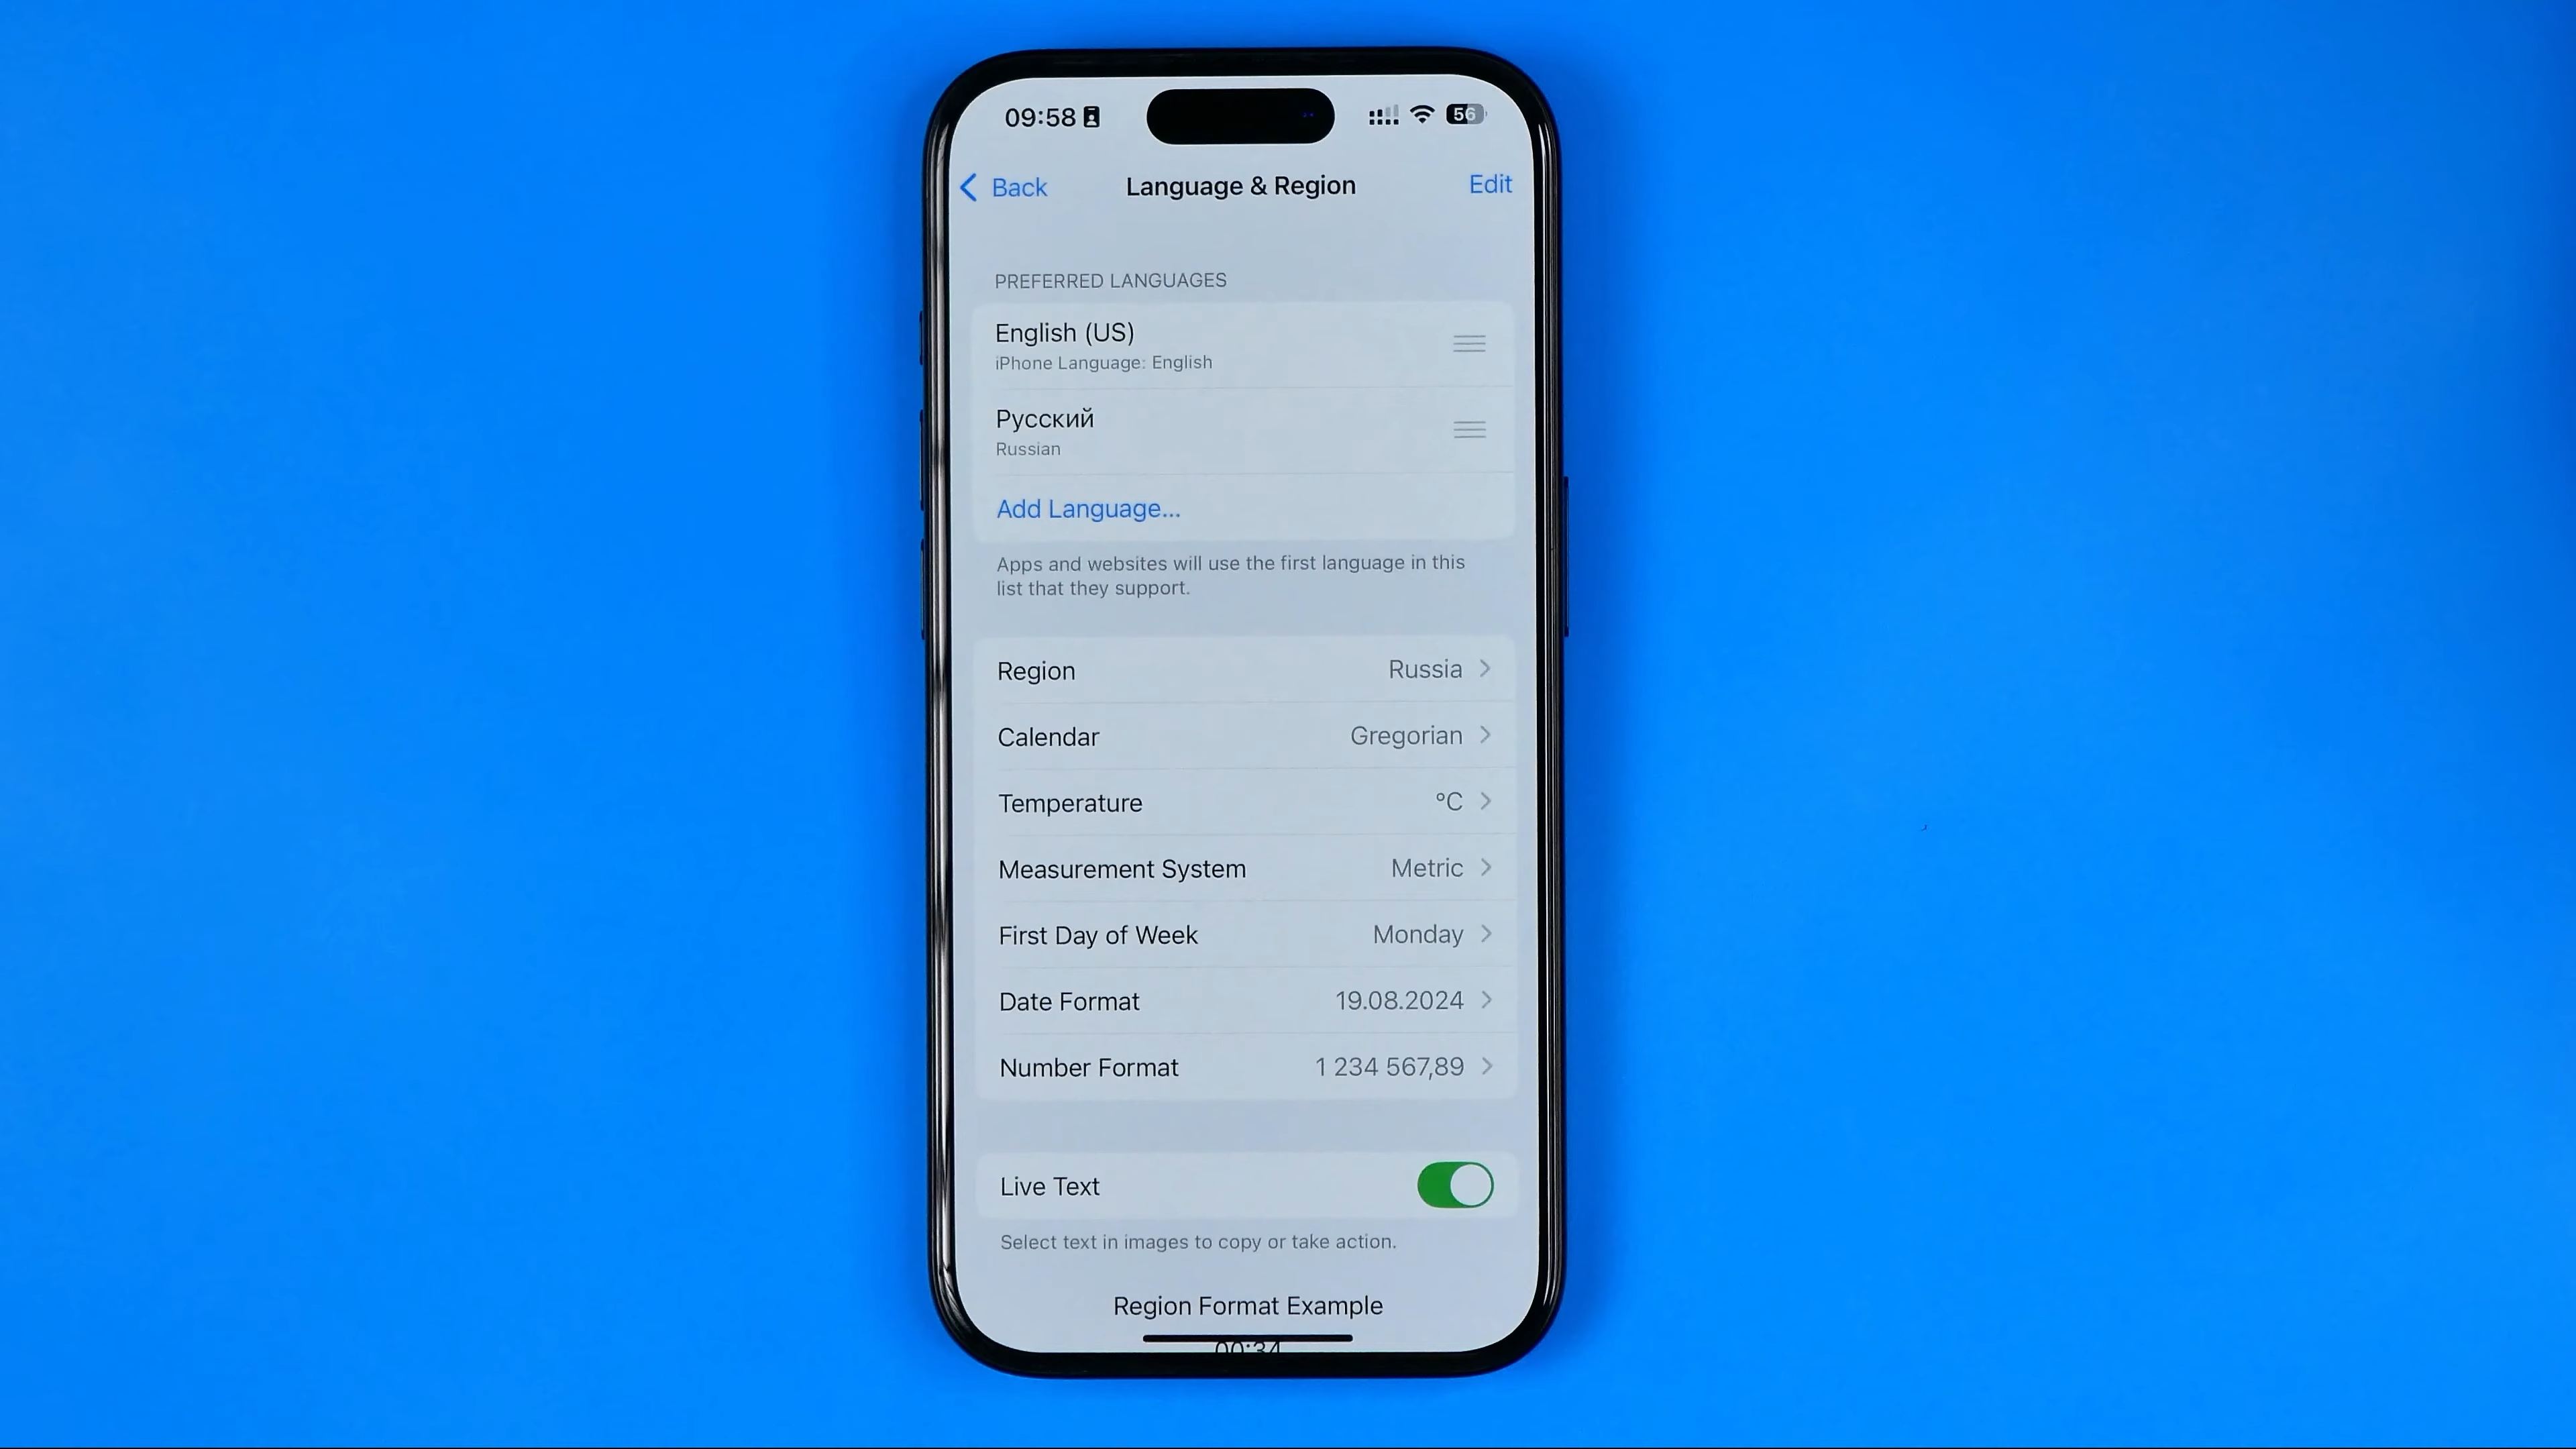 09:58
56
Back
Language & Region
Edit
PREFERRED LANGUAGES
English (US)
iPhone Language: English
Русский
Russian
Add Language...
Apps and websites will use the first language in this
list that they support.
Region Russia
Calendar Gregorian
Temperature °C
Measurement System Metric
First Day of Week Monday
Date Format 19.08.2024
Number Format 1 234 567,89
Live Text
Select text in images to copy or take action.
Region Format Example
00:34